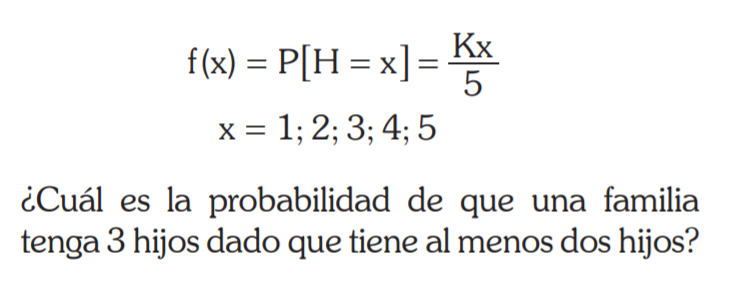 f(x) = P[H = x] = Kx/5
x = 1; 2; 3; 4; 5
¿Cuál es la probabilidad de que una familia
tenga 3 hijos dado que tiene al menos dos hijos?